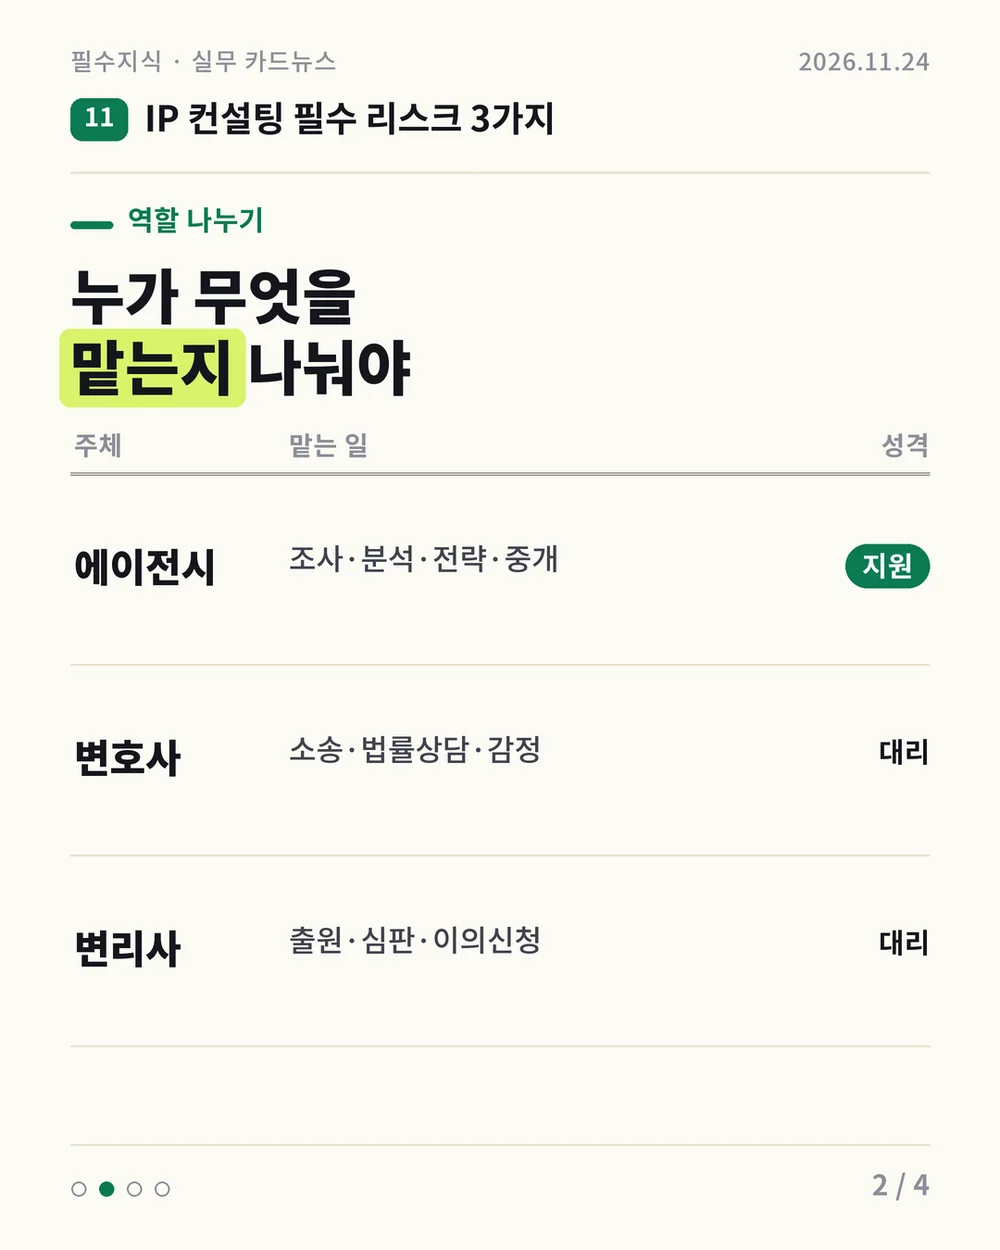 필수지식 · 실무 카드뉴스 2026.11.24
11 IP 컨설팅 필수 리스크 3가지
역할 나누기
누가 무엇을
맡는지 나눠야
주체 맡는 일 성격
에이전시 조사·분석·전략·중개 지원
변호사 소송·법률상담·감정 대리
변리사 출원·심판·이의신청 대리
2 / 4